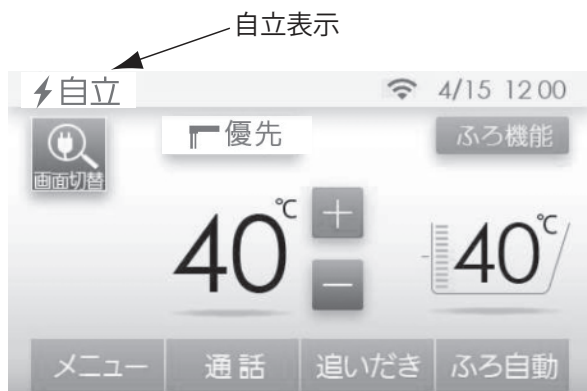 自立表示
自立 4/15 12 00
優先 ふろ機能
画面切替
40℃ + 40℃
−
メニュー 通話 追いだき ふろ自動